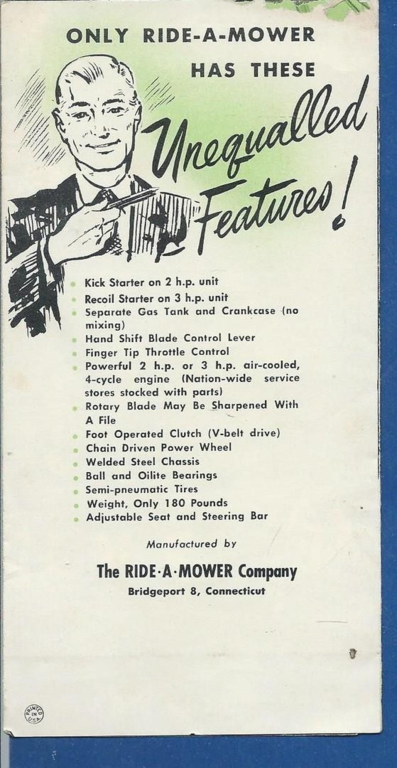 ONLY RIDE-A-MOWER
HAS THESE
Unequalled
Features!
Kick Starter on 2 h.p. unit
Recoil Starter on 3 h.p. unit
Separate Gas Tank and Crankcase (no
mixing)
Hand Shift Blade Control Lever
Finger Tip Throttle Control
Powerful 2 h.p. or 3 h.p. air-cooled,
4-cycle engine (Nation-wide service
stores stocked with parts)
Rotary Blade May Be Sharpened With
A File
Foot Operated Clutch (V-belt drive)
Chain Driven Power Wheel
Welded Steel Chassis
Ball and Oilite Bearings
Semi-pneumatic Tires
Weight, Only 180 Pounds
Adjustable Seat and Steering Bar
Manufactured by
The RIDE·A·MOWER Company
Bridgeport 8, Connecticut
PRINTED
IN
U.S.A.